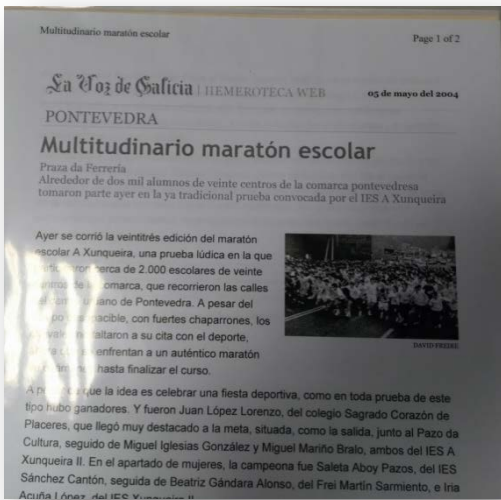 Multitudinario maratón escolar
Page 1 of 2
La Voz de Galicia | HEMEROTECA WEB
05 de mayo del 2004
PONTEVEDRA
Multitudinario maratón escolar
Praza da Ferrería
Alrededor de dos mil alumnos de veinte centros de la comarca pontevedresa
tomaron parte ayer en la ya tradicional prueba convocada por el IES A Xunqueira
Ayer se corrió la veintitrés edición del maratón
escolar A Xunqueira, una prueba lúdica en la que
cerca de 2.000 escolares de veinte
comarca, que recorrieron las calles
de Pontevedra. A pesar del
con fuertes chaparrones, los
faltaron a su cita con el deporte,
enfrentan a un auténtico maratón
hasta finalizar el curso.
DAVID FREIRE
A que la idea es celebrar una fiesta deportiva, como en toda prueba de este
tipo hubo ganadores. Y fueron Juan López Lorenzo, del colegio Sagrado Corazón de
Placeres, que llegó muy destacado a la meta, situada, como la salida, junto al Pazo da
Cultura, seguido de Miguel Iglesias González y Miguel Mariño Bralo, ambos del IES A
Xunqueira II. En el apartado de mujeres, la campeona fue Saleta Aboy Pazos, del IES
Sánchez Cantón, seguida de Beatriz Gándara Alonso, del Frei Martín Sarmiento, e Iria
Acuña López, del IES Xunqueira II